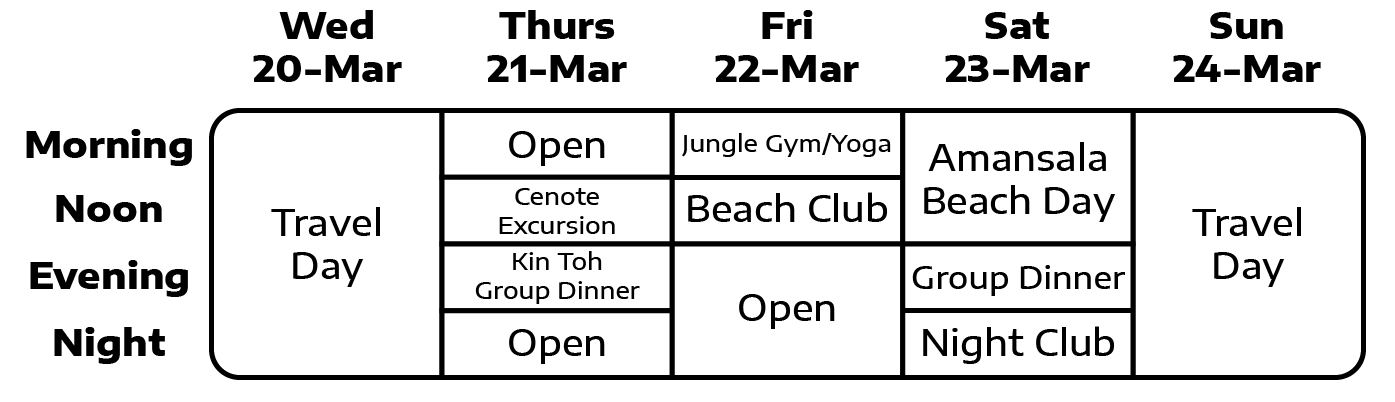 Wed
20-Mar
Thurs
21-Mar
Fri
22-Mar
Sat
23-Mar
Sun
24-Mar
Morning
Noon
Evening
Night
Travel
Day
Open
Cenote
Excursion
Kin Toh
Group Dinner
Open
Jungle Gym/Yoga
Beach Club
Open
Amansala
Beach Day
Group Dinner
Night Club
Travel
Day